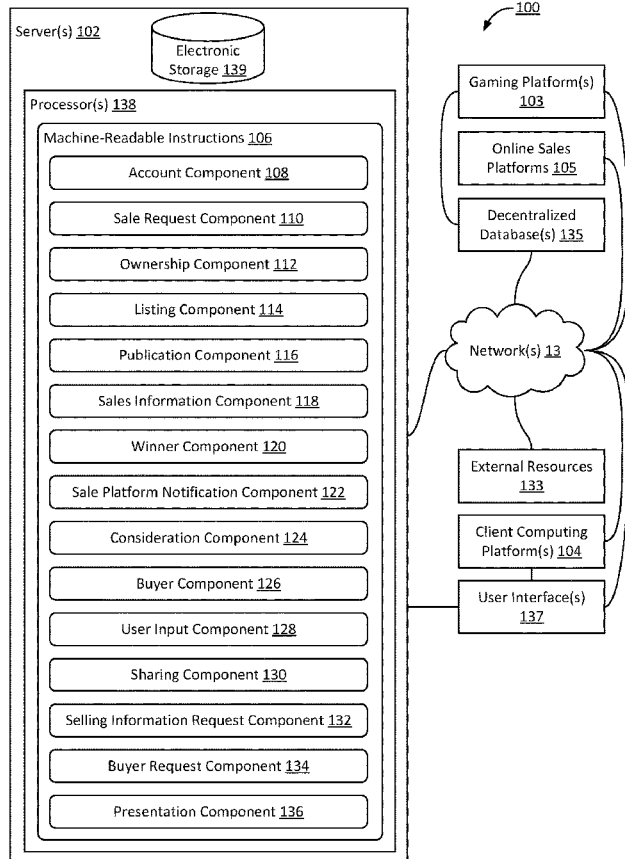 100
Server(s) 102
Electronic
Storage 139
Processor(s) 138
Machine-Readable Instructions 106
Account Component 108
Sale Request Component 110
Ownership Component 112
Listing Component 114
Publication Component 116
Sales Information Component 118
Winner Component 120
Sale Platform Notification Component 122
Consideration Component 124
Buyer Component 126
User Input Component 128
Sharing Component 130
Selling Information Request Component 132
Buyer Request Component 134
Presentation Component 136
Gaming Platform(s)
103
Online Sales
Platforms 105
Decentralized
Database(s) 135
Network(s) 13
External Resources
133
Client Computing
Platform(s) 104
User Interface(s)
137